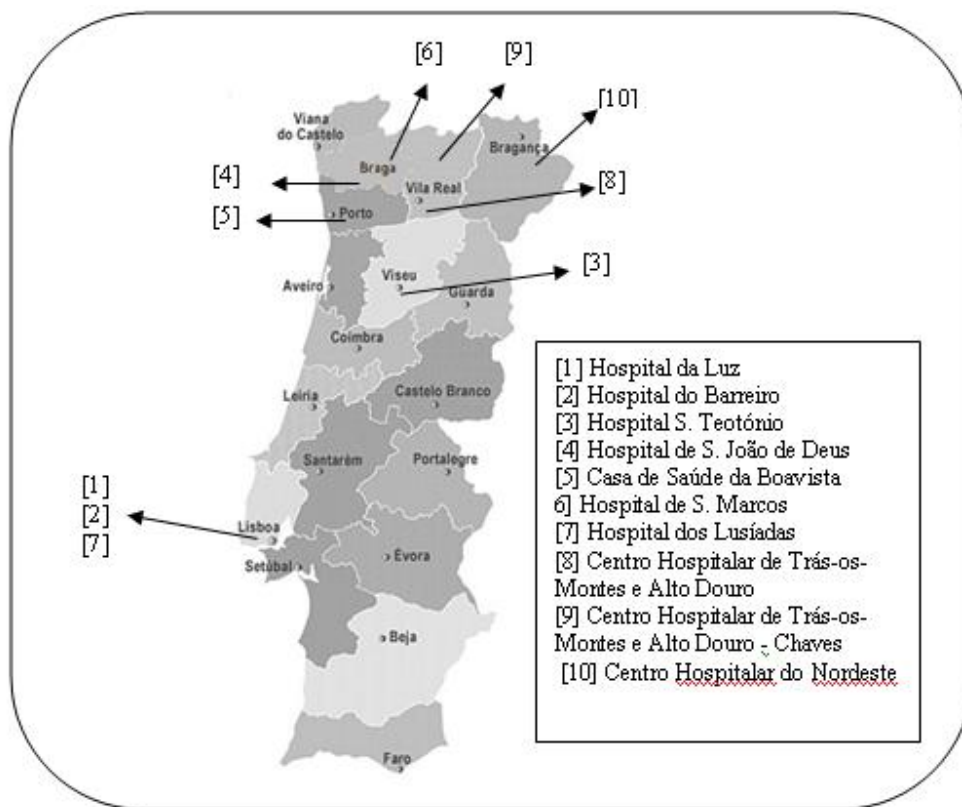 [6]
[9]
[10]
Viana
do Castelo
Bragança
Braga
[4]
Vila Real
[8]
[5]
Porto
[3]
Viseu
Aveiro
Guarda
Coimbra
[1] Hospital da Luz
[2] Hospital do Barreiro
[3] Hospital S. Teotónio
[4] Hospital de S. João de Deus
[5] Casa de Saúde da Boavista
6] Hospital de S. Marcos
[7] Hospital dos Lusíadas
[8] Centro Hospitalar de Trás-os-
Montes e Alto Douro
[9] Centro Hospitalar de Trás-os-
Montes e Alto Douro - Chaves
[10] Centro Hospitalar do Nordeste
Castelo Branco
Leiria
Santarém
Portalegre
[1]
[2]
[7]
Lisboa
Setúbal
Évora
Beja
Faro